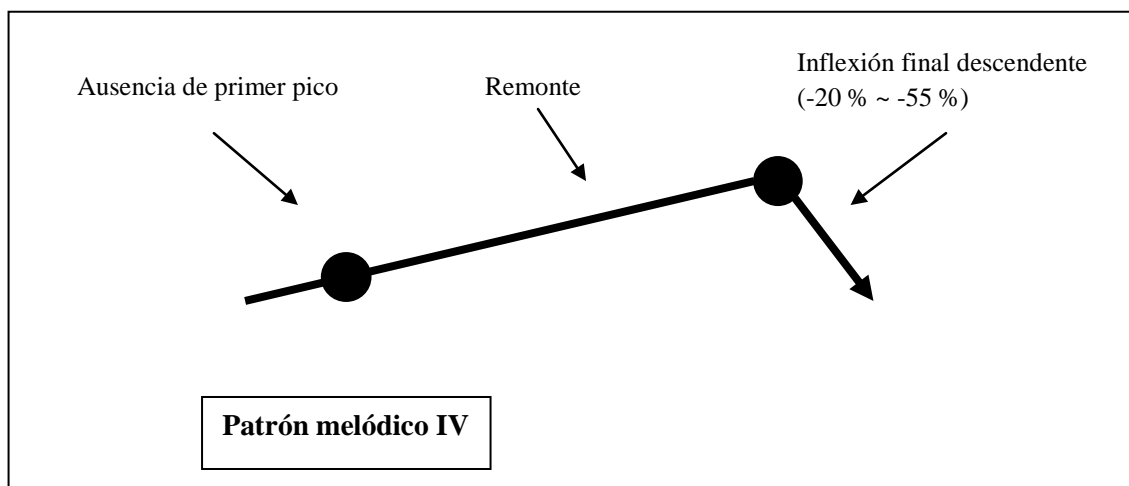 Ausencia de primer pico
Remonte
Inflexión final descendente
(-20 % ~ -55 %)
Patrón melódico IV